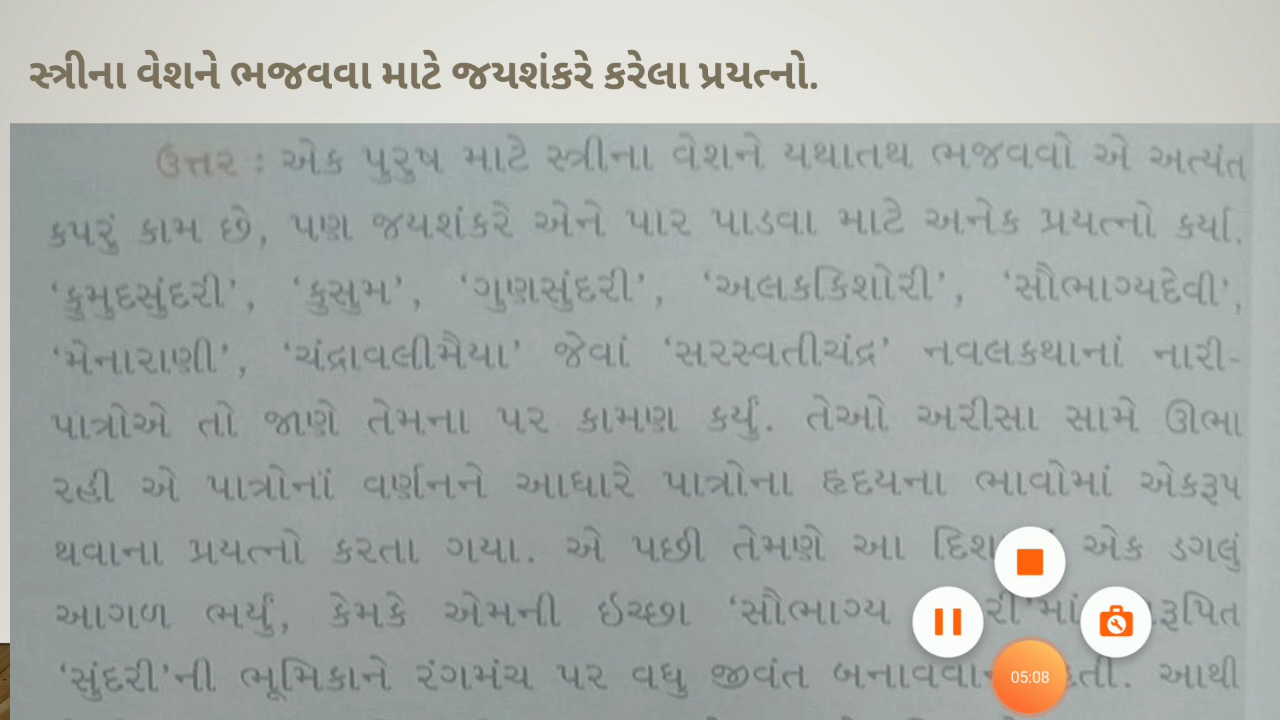 સ્ત્રીના વેશને ભજવવા માટે જયશંકરે કરેલા પ્રયત્નો.
ઉત્તર : એક પુરુષ માટે સ્ત્રીના વેશને યથાતથ ભજવવો એ અત્યંત
કપરું કામ છે, પણ જયશંકરે એને પાર પાડવા માટે અનેક પ્રયત્નો કર્યા.
‘કુમુદસુંદરી’, ‘કુસુમ’, ‘ગુણસુંદરી’, ‘અલકકિશોરી’, ‘સૌભાગ્યદેવી’,
‘મેનારાણી’, ‘ચંદ્રાવલીમૈયા’ જેવાં ‘સરસ્વતીચંદ્ર’ નવલકથાનાં નારી-
પાત્રોએ તો જાણે તેમના પર કામણ કર્યું. તેઓ અરીસા સામે ઊભા
રહી એ પાત્રોનાં વર્ણનને આધારે પાત્રોના હૃદયના ભાવોમાં એકરૂપ
થવાના પ્રયત્નો કરતા ગયા. એ પછી તેમણે આ એક ડગલું
આગળ ભર્યું, કેમકે એમની ઇચ્છા ‘સૌભાગ્ય
‘સુંદરી’ની ભૂમિકાને રંગમંચ પર વધુ જીવંત આથી
05:08